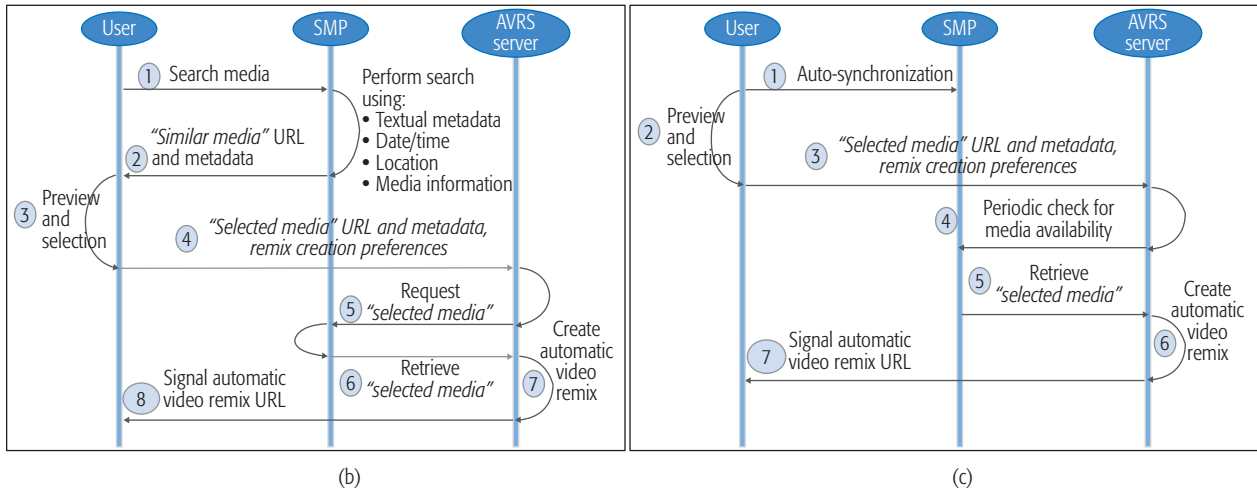 User
SMP
AVRS
server
1
Search media
Perform search
using:
• Textual metadata
• Date/time
• Location
• Media information
2
“Similar media” URL
and metadata
3
Preview
and
selection
4
“Selected media” URL and metadata,
remix creation preferences
5
Request
“selected media”
6
Retrieve
“selected media”
7
Create
automatic
video
remix
8
Signal automatic
video remix URL
(b)
User
SMP
AVRS
server
1
Auto-synchronization
2
Preview
and
selection
3
“Selected media” URL and metadata,
remix creation preferences
4
Periodic check for
media availability
5
Retrieve
“selected media”
6
Create
automatic
video
remix
7
Signal automatic
video remix URL
(c)